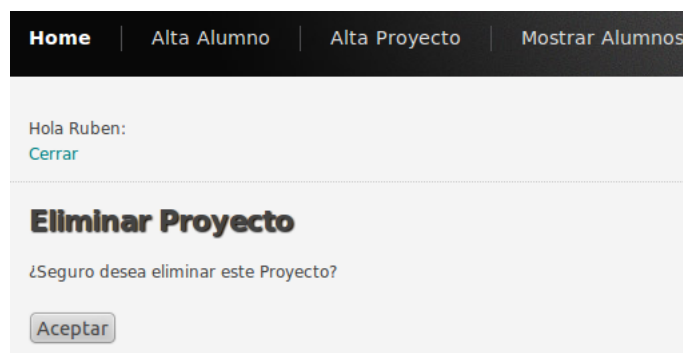 Home Alta Alumno Alta Proyecto Mostrar Alumnos
Hola Ruben:
Cerrar
Eliminar Proyecto
¿Seguro desea eliminar este Proyecto?
Aceptar